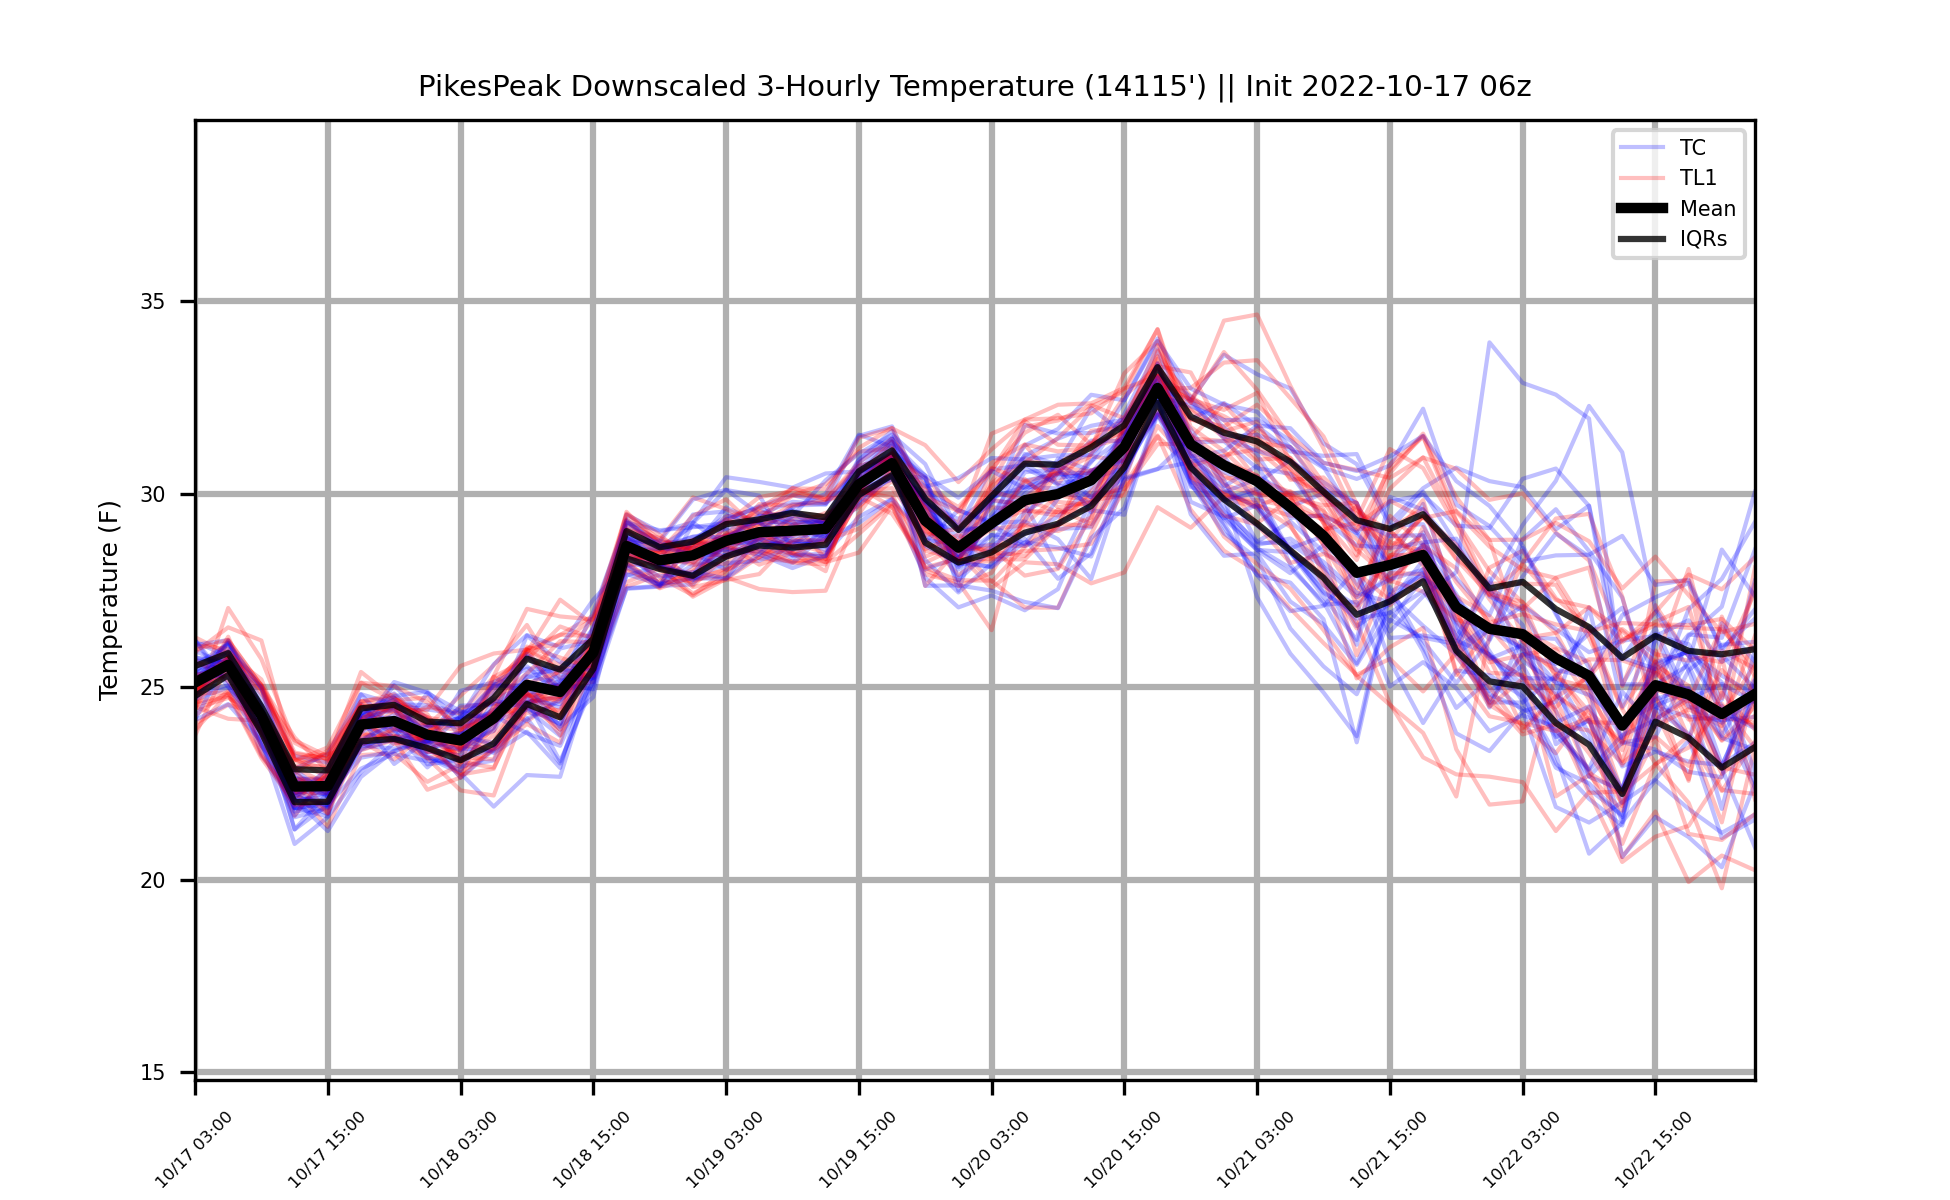 PikesPeak Downscaled 3-Hourly Temperature (14115') || Init 2022-10-17 06z
TC
TL1
Mean
IQRs
Temperature (F)
35
30
25
20
15
10/17 03:00
10/17 15:00
10/18 03:00
10/18 15:00
10/19 03:00
10/19 15:00
10/20 03:00
10/20 15:00
10/21 03:00
10/21 15:00
10/22 03:00
10/22 15:00